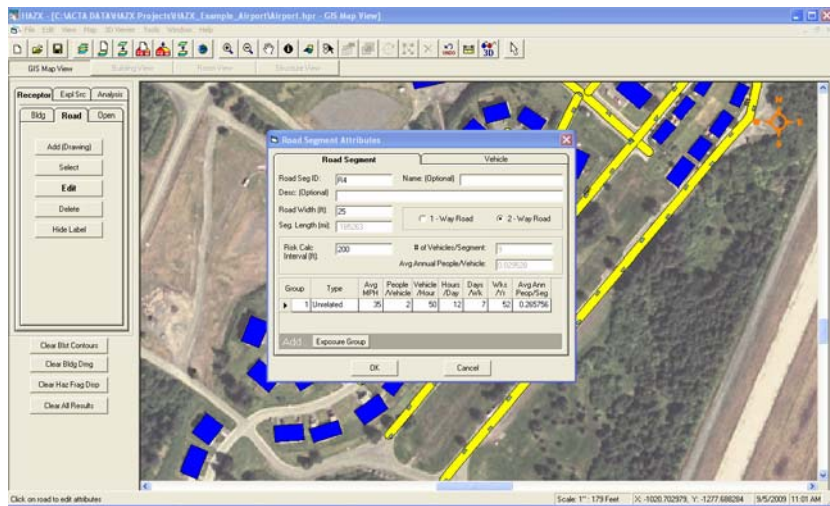 HAZX - [C:\ACTA DATA\HAZX Projects\HAZX_Example_Airport\Airport.hpr - GIS Map View]
File Edit View Map 3D Viewer Tools Window Help
GIS Map View Building View Room View Structure View
Receptor Expl Src Analysis
Bldg Road Open
Add (Drawing)
Select
Edit
Delete
Hide Label
Clear Blst Contours
Clear Bldg Dmg
Clear Haz Frag Disp
Clear All Results
Road Segment Attributes
Road Segment Vehicle
Road Seg ID: R4 Name: (Optional)
Desc: (Optional)
Road Width (ft): 25
1 - Way Road 2 - Way Road
Seg. Length (mi):
Risk Calc Interval (ft): 200
# of Vehicles/Segment:
Avg Annual People/Vehicle:
Group Type Avg MPH People /Vehicle Vehicle /Hour Hours /Day Days /Wk Wks /Yr Avg Ann Peop/Seg
1 Unrelated 35 2 50 12 7 52 0.265756
Add Exposure Group
OK Cancel
Click on road to edit attributes
Scale: 1" : 179 Feet X: -1020.702979, Y: -1277.688284 9/5/2009 11:01 AM